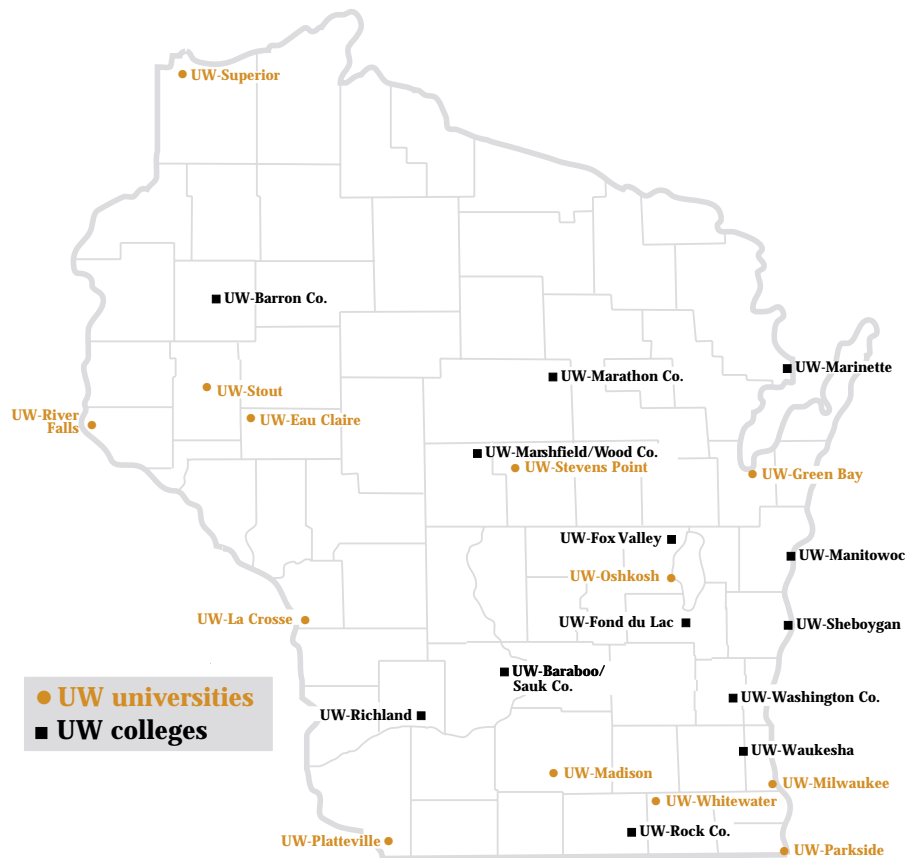 UW-Superior
UW-Barron Co.
UW-Marinette
UW-Marathon Co.
UW-Stout
UW-River
Falls
UW-Eau Claire
UW-Marshfield/Wood Co.
UW-Stevens Point
UW-Green Bay
UW-Fox Valley
UW-Manitowoc
UW-Oshkosh
UW-La Crosse
UW-Fond du Lac
UW-Sheboygan
UW-Baraboo/
Sauk Co.
UW-Washington Co.
UW universities
UW colleges
UW-Richland
UW-Waukesha
UW-Madison
UW-Milwaukee
UW-Whitewater
UW-Rock Co.
UW-Platteville
UW-Parkside